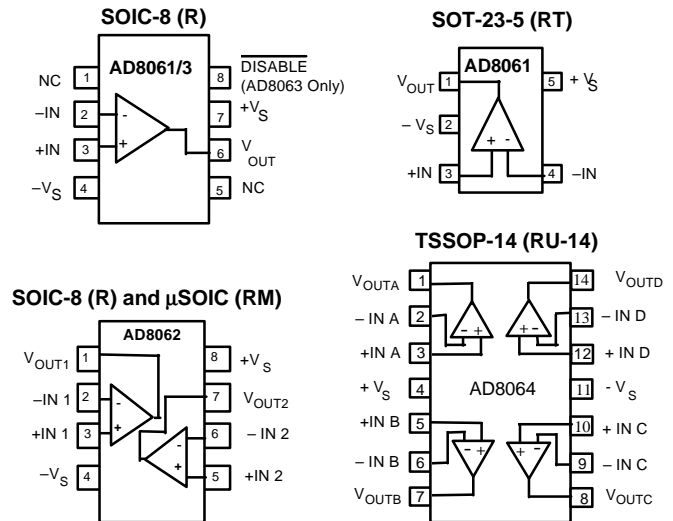 SOIC-8 (R)
AD8061/3
NC 1
–IN 2
+IN 3
–VS 4
8 DISABLE
(AD8063 Only)
7 +VS
6 VOUT
5 NC
- 
+
SOT-23-5 (RT)
AD8061
VOUT 1
– VS 2
+IN 3
5 + VS
4 –IN
+ -
SOIC-8 (R) and µSOIC (RM)
AD8062
VOUT1 1
–IN 1 2
+IN 1 3
–VS 4
8 +VS
7 VOUT2
6 – IN 2
5 +IN 2
-
+
-
+
TSSOP-14 (RU-14)
VOUTA 1
– IN A 2
+IN A 3
+ VS 4
+IN B 5
– IN B 6
VOUTB 7
AD8064
14 VOUTD
13 – IN D
12 + IN D
11 - VS
10 + IN C
9 – IN C
8 VOUTC
- +
+ -
- +
+ -